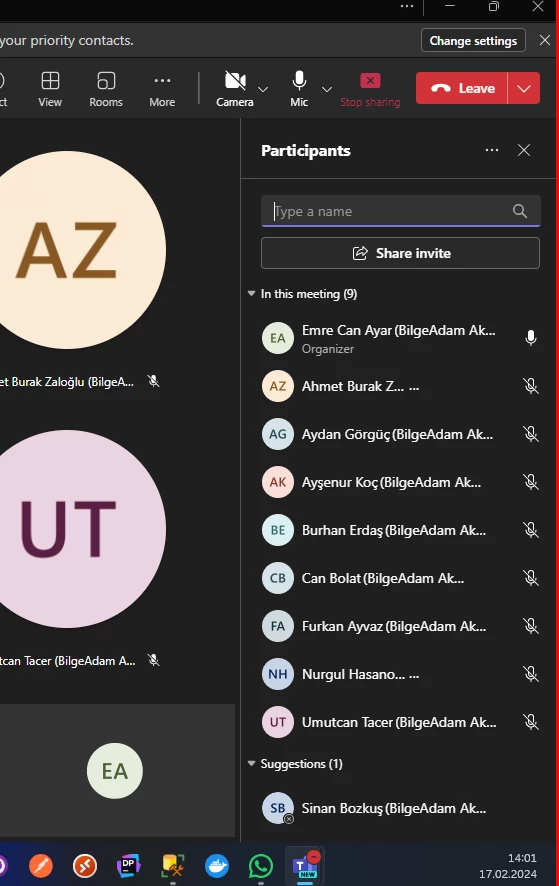 your priority contacts.
Change settings
ct
View
Rooms
More
Camera
Mic
Stop sharing
Leave
Participants
Type a name
Share invite
In this meeting (9)
EA
Emre Can Ayar (BilgeAdam Ak...
Organizer
AZ
Ahmet Burak Z... ...
AG
Aydan Görgüç (BilgeAdam Ak...
AK
Ayşenur Koç (BilgeAdam Ak...
BE
Burhan Erdaş (BilgeAdam Ak...
CB
Can Bolat (BilgeAdam Ak...
FA
Furkan Ayvaz (BilgeAdam Ak...
NH
Nurgul Hasano... ...
UT
Umutcan Tacer (BilgeAdam Ak...
Suggestions (1)
SB
Sinan Bozkuş (BilgeAdam Ak...
AZ
et Burak Zaloğlu (BilgeA...
UT
tcan Tacer (BilgeAdam A...
EA
DP
T
NEW
14:01
17.02.2024